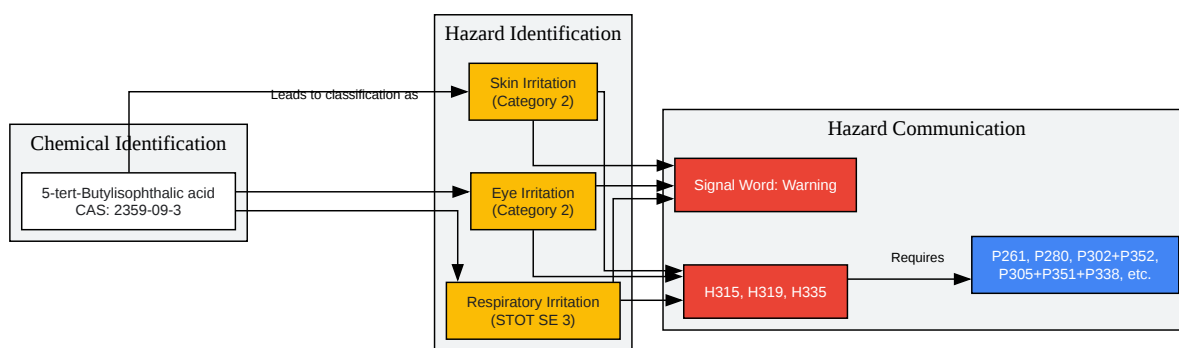 Hazard Identification
Skin Irritation
(Category 2)
Leads to classification as
Hazard Communication
Chemical Identification
Signal Word: Warning
5-tert-Butylisophthalic acid
CAS: 2359-09-3
Eye Irritation
(Category 2)
Requires
P261, P280, P302+P352,
P305+P351+P338, etc.
H315, H319, H335
Respiratory Irritation
(STOT SE 3)